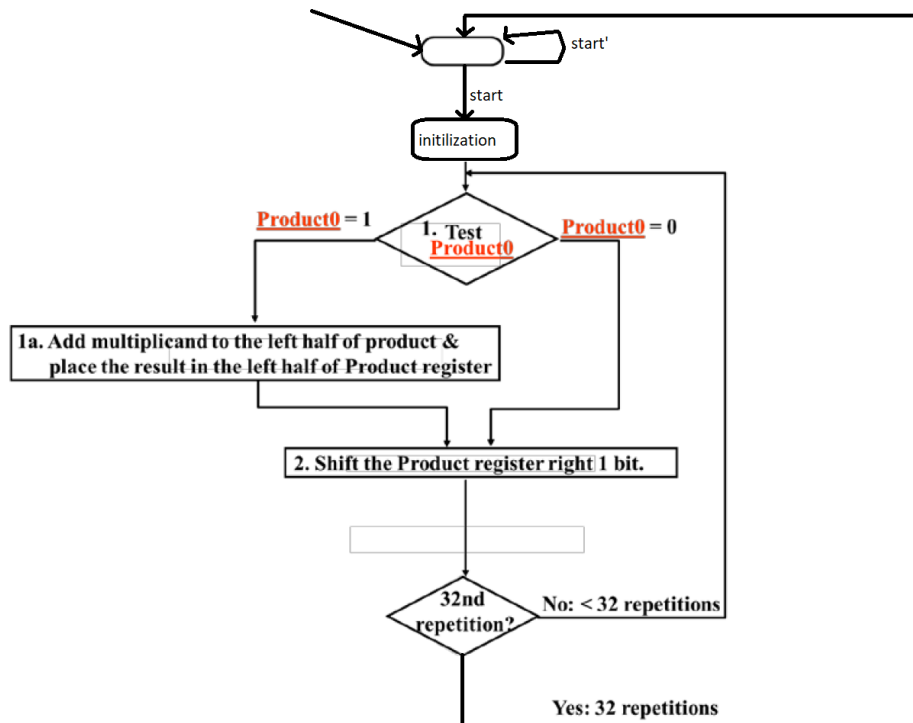 start'
start
initilization
Product0 = 1
1. Test
Product0
Product0 = 0
1a. Add multiplicand to the left half of product &
place the result in the left half of Product register
2. Shift the Product register right 1 bit.
32nd
repetition?
No: < 32 repetitions
Yes: 32 repetitions